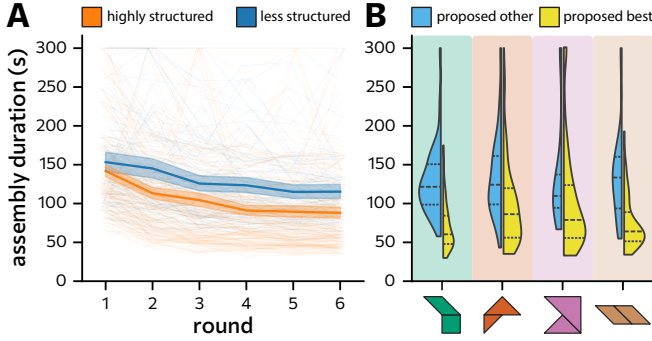 A
highly structured
less structured
assembly duration (s)
300
250
200
150
100
50
0
1 2 3 4 5 6
round
B
proposed other
proposed best
300
250
200
150
100
50
0